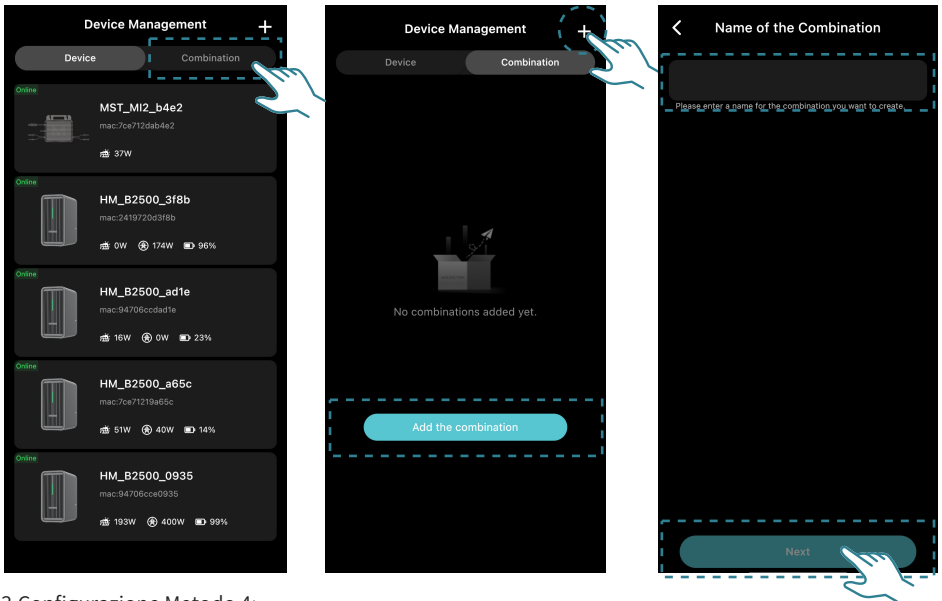 Device Management +
Device Combination
Online
MST_MI2_b4e2
mac:7ce712dab4e2
37W
Online
HM_B2500_3f8b
mac:2419720d3f8b
0W 174W 96%
Online
HM_B2500_ad1e
mac:94706ccdad1e
16W 0W 23%
Online
HM_B2500_a65c
mac:7ce71219a65c
51W 40W 14%
Online
HM_B2500_0935
mac:94706cce0935
193W 400W 99%
Device Management +
Device Combination
No combinations added yet.
Add the combination
Name of the Combination
Please enter a name for the combination you want to create.
Next